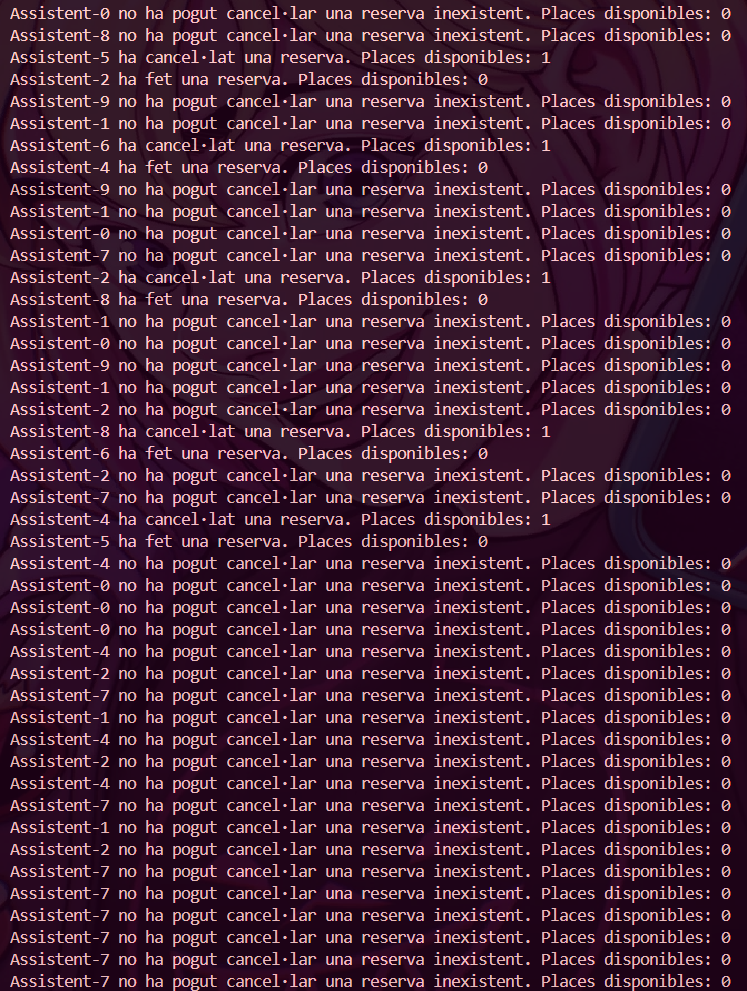 Assistent-0 no ha pogut cancel·lar una reserva inexistent. Places disponibles: 0
Assistent-8 no ha pogut cancel·lar una reserva inexistent. Places disponibles: 0
Assistent-5 ha cancel·lat una reserva. Places disponibles: 1
Assistent-2 ha fet una reserva. Places disponibles: 0
Assistent-9 no ha pogut cancel·lar una reserva inexistent. Places disponibles: 0
Assistent-1 no ha pogut cancel·lar una reserva inexistent. Places disponibles: 0
Assistent-6 ha cancel·lat una reserva. Places disponibles: 1
Assistent-4 ha fet una reserva. Places disponibles: 0
Assistent-9 no ha pogut cancel·lar una reserva inexistent. Places disponibles: 0
Assistent-1 no ha pogut cancel·lar una reserva inexistent. Places disponibles: 0
Assistent-0 no ha pogut cancel·lar una reserva inexistent. Places disponibles: 0
Assistent-7 no ha pogut cancel·lar una reserva inexistent. Places disponibles: 0
Assistent-2 ha cancel·lat una reserva. Places disponibles: 1
Assistent-8 ha fet una reserva. Places disponibles: 0
Assistent-1 no ha pogut cancel·lar una reserva inexistent. Places disponibles: 0
Assistent-0 no ha pogut cancel·lar una reserva inexistent. Places disponibles: 0
Assistent-9 no ha pogut cancel·lar una reserva inexistent. Places disponibles: 0
Assistent-1 no ha pogut cancel·lar una reserva inexistent. Places disponibles: 0
Assistent-2 no ha pogut cancel·lar una reserva inexistent. Places disponibles: 0
Assistent-8 ha cancel·lat una reserva. Places disponibles: 1
Assistent-6 ha fet una reserva. Places disponibles: 0
Assistent-2 no ha pogut cancel·lar una reserva inexistent. Places disponibles: 0
Assistent-7 no ha pogut cancel·lar una reserva inexistent. Places disponibles: 0
Assistent-4 ha cancel·lat una reserva. Places disponibles: 1
Assistent-5 ha fet una reserva. Places disponibles: 0
Assistent-4 no ha pogut cancel·lar una reserva inexistent. Places disponibles: 0
Assistent-0 no ha pogut cancel·lar una reserva inexistent. Places disponibles: 0
Assistent-0 no ha pogut cancel·lar una reserva inexistent. Places disponibles: 0
Assistent-0 no ha pogut cancel·lar una reserva inexistent. Places disponibles: 0
Assistent-4 no ha pogut cancel·lar una reserva inexistent. Places disponibles: 0
Assistent-2 no ha pogut cancel·lar una reserva inexistent. Places disponibles: 0
Assistent-7 no ha pogut cancel·lar una reserva inexistent. Places disponibles: 0
Assistent-1 no ha pogut cancel·lar una reserva inexistent. Places disponibles: 0
Assistent-4 no ha pogut cancel·lar una reserva inexistent. Places disponibles: 0
Assistent-2 no ha pogut cancel·lar una reserva inexistent. Places disponibles: 0
Assistent-4 no ha pogut cancel·lar una reserva inexistent. Places disponibles: 0
Assistent-7 no ha pogut cancel·lar una reserva inexistent. Places disponibles: 0
Assistent-1 no ha pogut cancel·lar una reserva inexistent. Places disponibles: 0
Assistent-2 no ha pogut cancel·lar una reserva inexistent. Places disponibles: 0
Assistent-7 no ha pogut cancel·lar una reserva inexistent. Places disponibles: 0
Assistent-7 no ha pogut cancel·lar una reserva inexistent. Places disponibles: 0
Assistent-7 no ha pogut cancel·lar una reserva inexistent. Places disponibles: 0
Assistent-7 no ha pogut cancel·lar una reserva inexistent. Places disponibles: 0
Assistent-7 no ha pogut cancel·lar una reserva inexistent. Places disponibles: 0
Assistent-7 no ha pogut cancel·lar una reserva inexistent. Places disponibles: 0